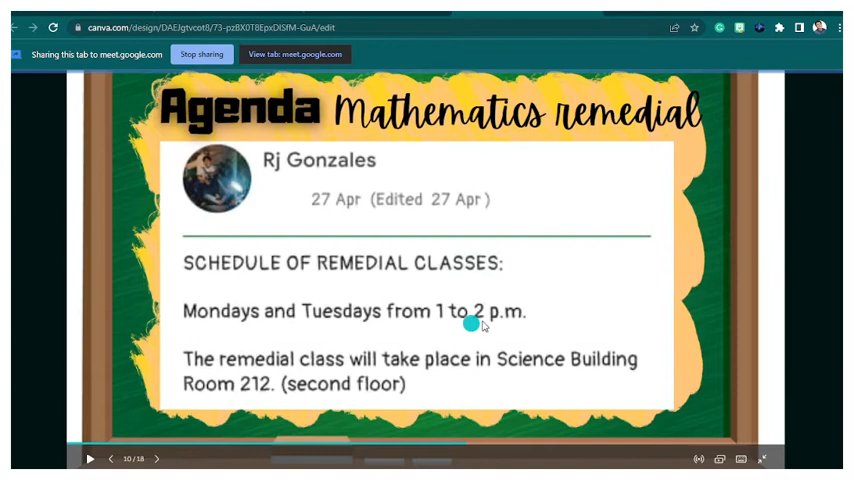 canva.com/design/DAEJgtvcot8/73-pzBX0T8EpxDISfM-GuA/edit
Sharing this tab to meet.google.com
Stop sharing
View tab: meet.google.com
Agenda Mathematics remedial
Rj Gonzales
27 Apr (Edited 27 Apr)
SCHEDULE OF REMEDIAL CLASSES:
Mondays and Tuesdays from 1 to 2 p.m.
The remedial class will take place in Science Building
Room 212. (second floor)
10/18